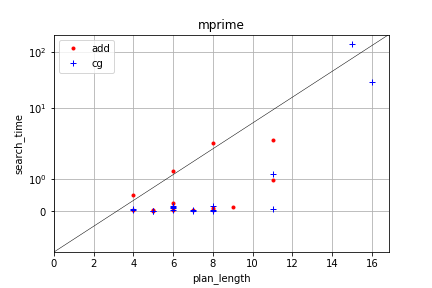 mprime
add
cg
10²
10¹
10⁰
0
search_time
0 2 4 6 8 10 12 14 16
plan_length